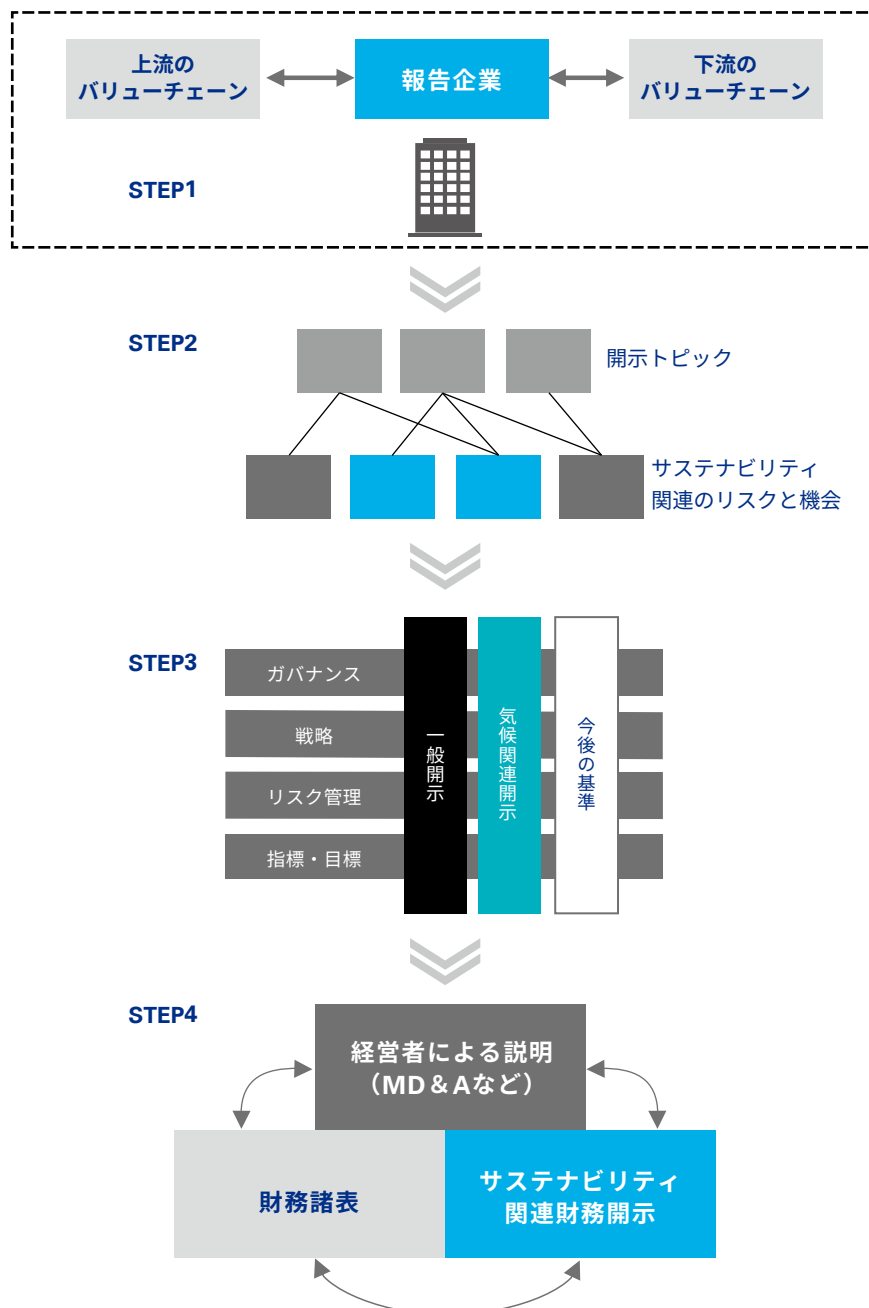 上流の
バリューチェーン
報告企業
下流の
バリューチェーン
STEP1
STEP2
開示トピック
サステナビリティ
関連のリスクと機会
STEP3
ガバナンス
戦略
リスク管理
指標・目標
一般開示
気候関連開示
今後の基準
STEP4
経営者による説明
（MD＆Aなど）
財務諸表
サステナビリティ
関連財務開示